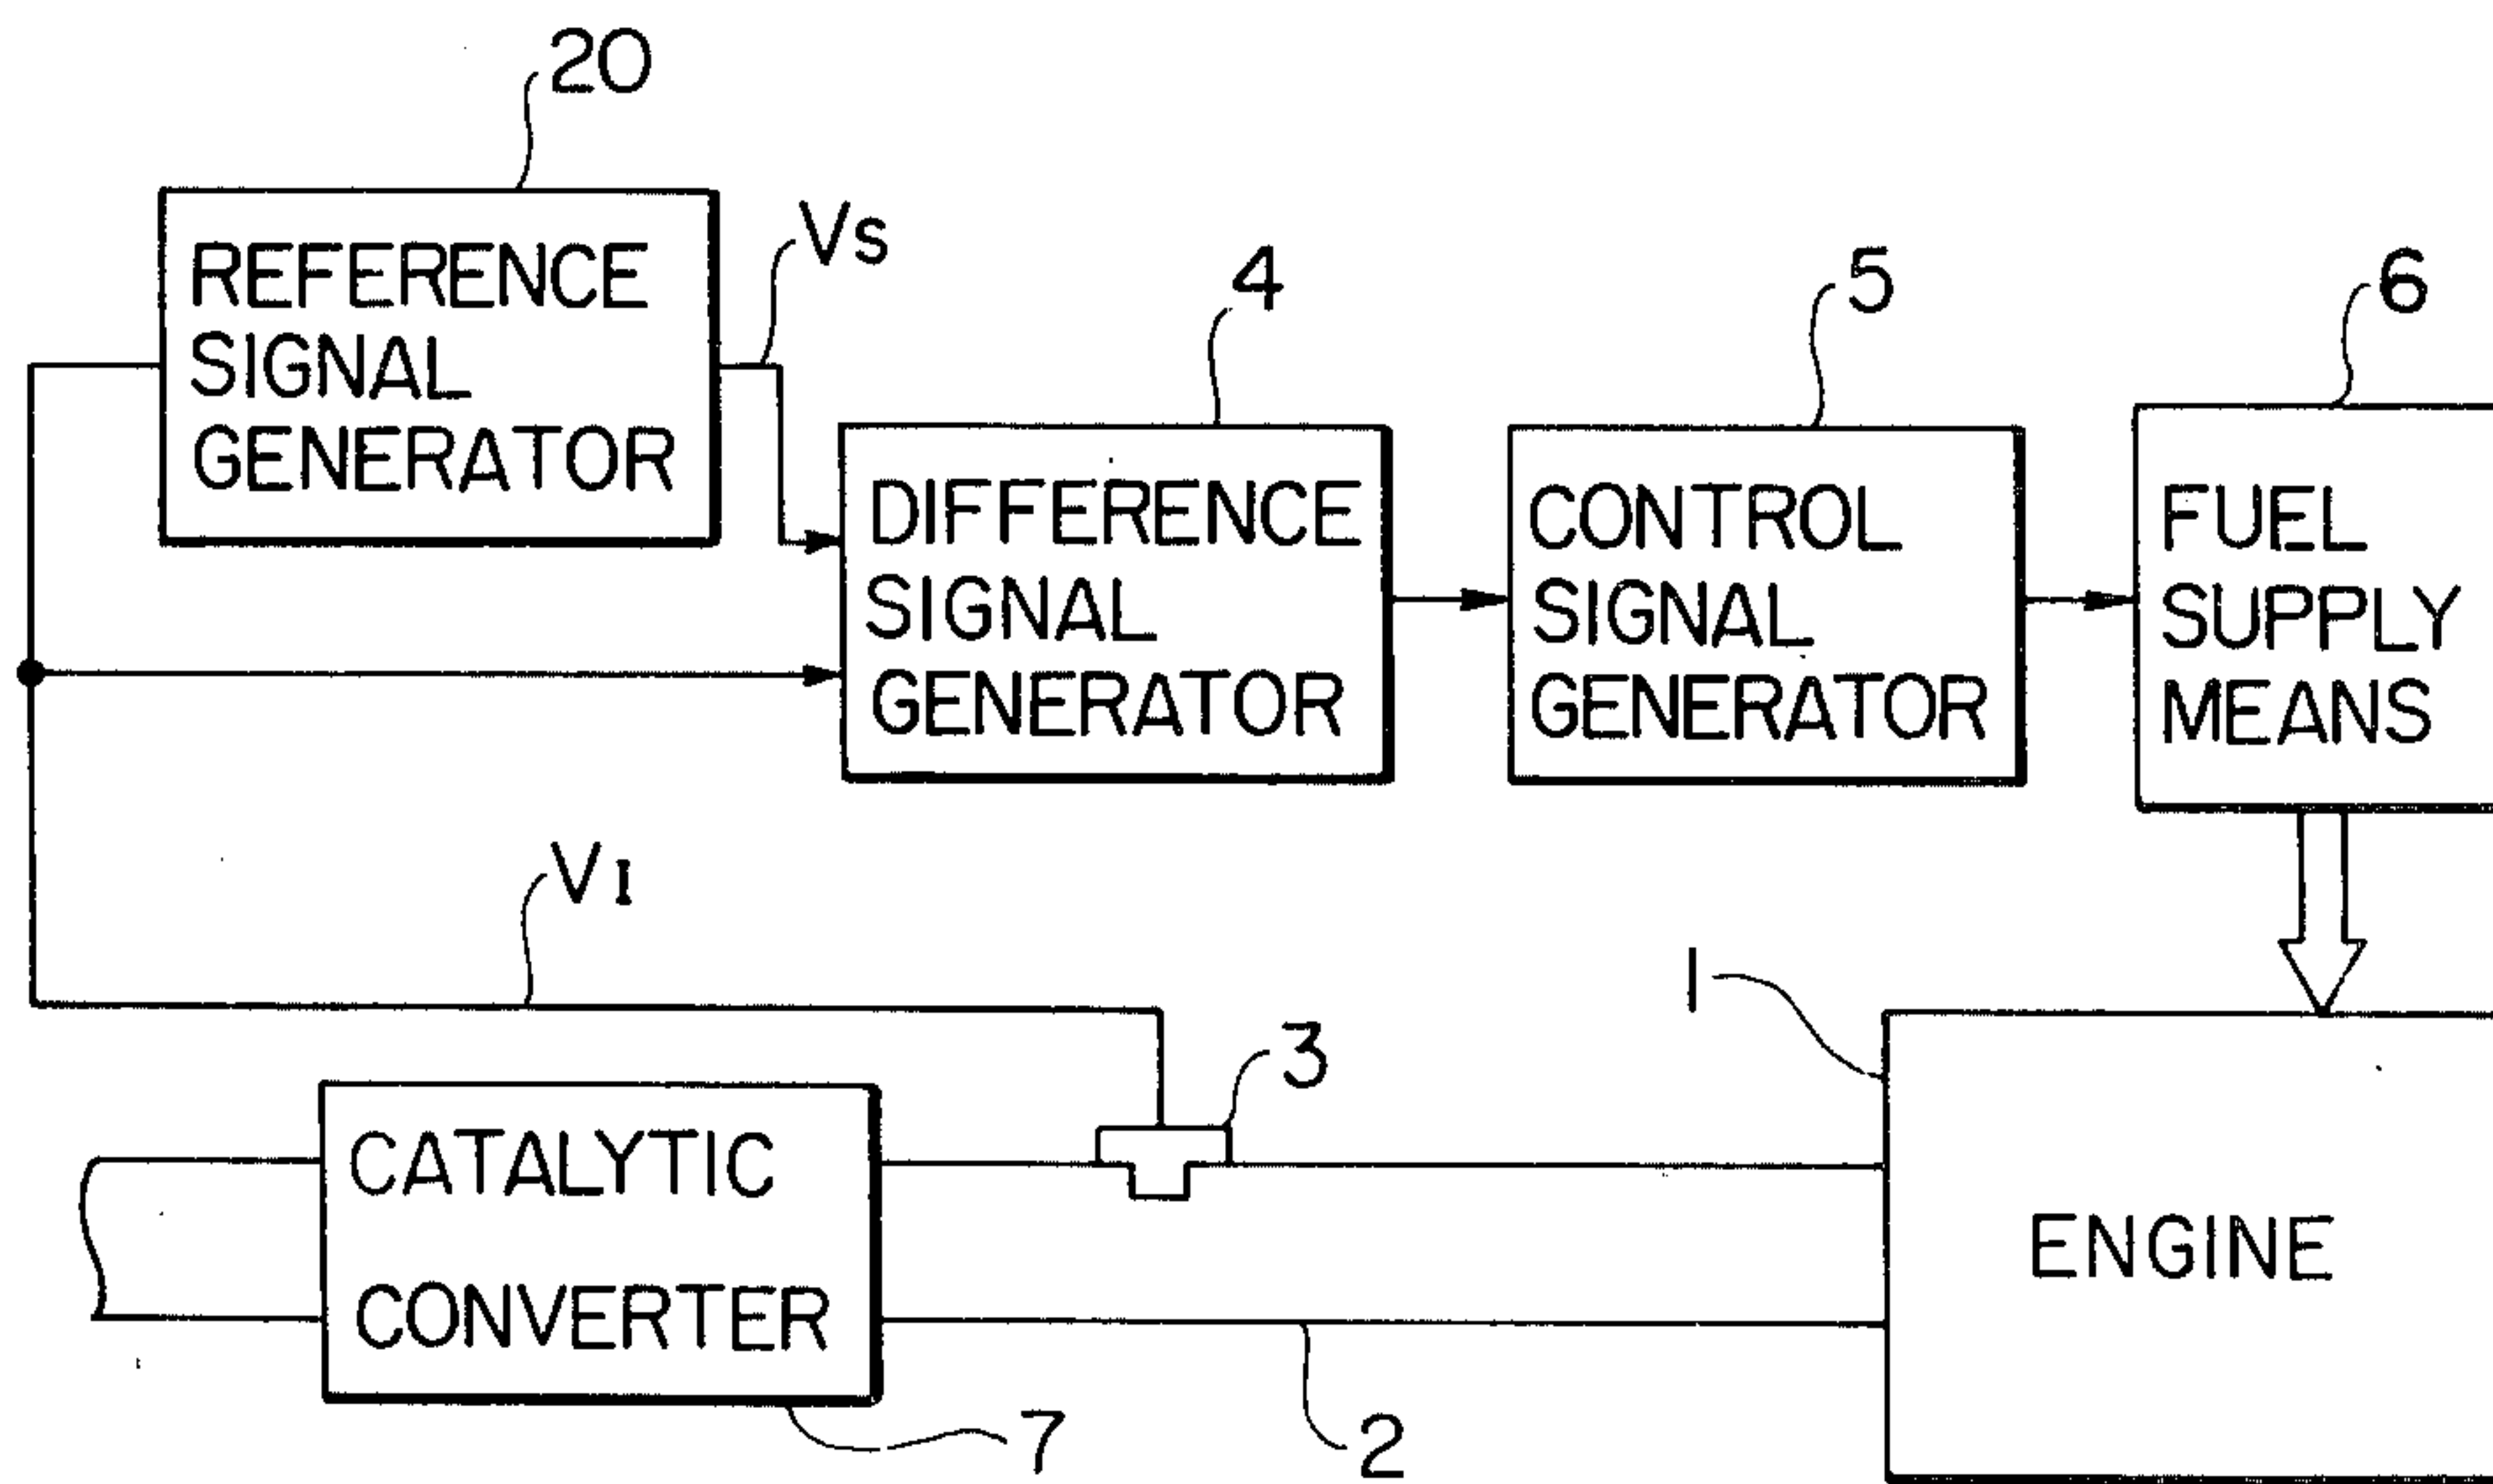 20
REFERENCE
SIGNAL
GENERATOR
Vs
4
DIFFERENCE
SIGNAL
GENERATOR
5
CONTROL
SIGNAL
GENERATOR
6
FUEL
SUPPLY
MEANS
VI
1
ENGINE
3
CATALYTIC
CONVERTER
7
2